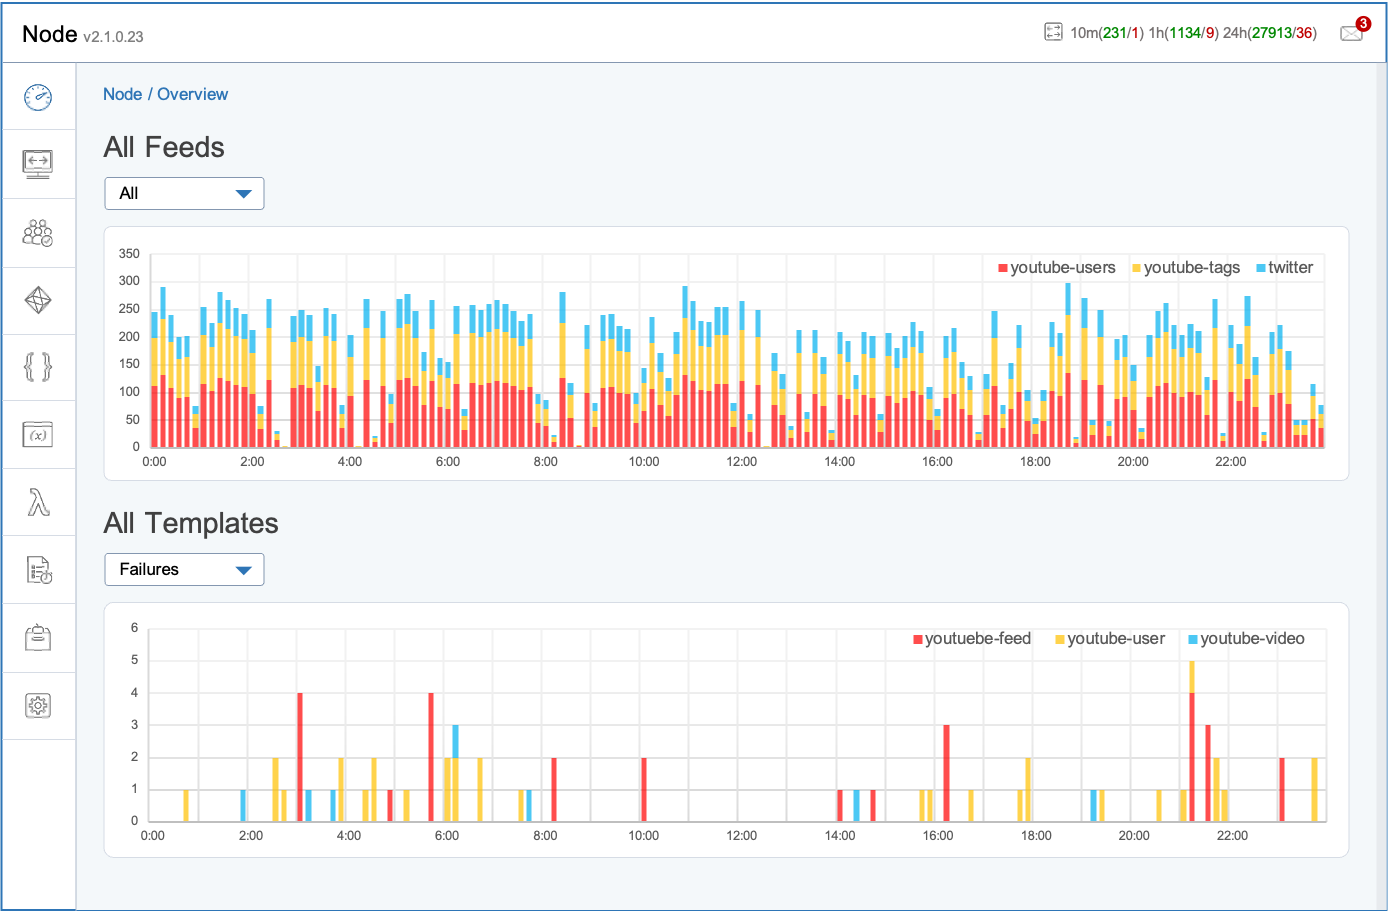 Node v2.1.0.23
10m(231/1) 1h(1134/9) 24h(27913/36)
3
Node / Overview
All Feeds
All
youtube-users youtube-tags twitter
350
300
250
200
150
100
50
0
0:00 2:00 4:00 6:00 8:00 10:00 12:00 14:00 16:00 18:00 20:00 22:00
{ }
(x)
λ
All Templates
Failures
youtuebe-feed youtube-user youtube-video
6
5
4
3
2
1
0
0:00 2:00 4:00 6:00 8:00 10:00 12:00 14:00 16:00 18:00 20:00 22:00